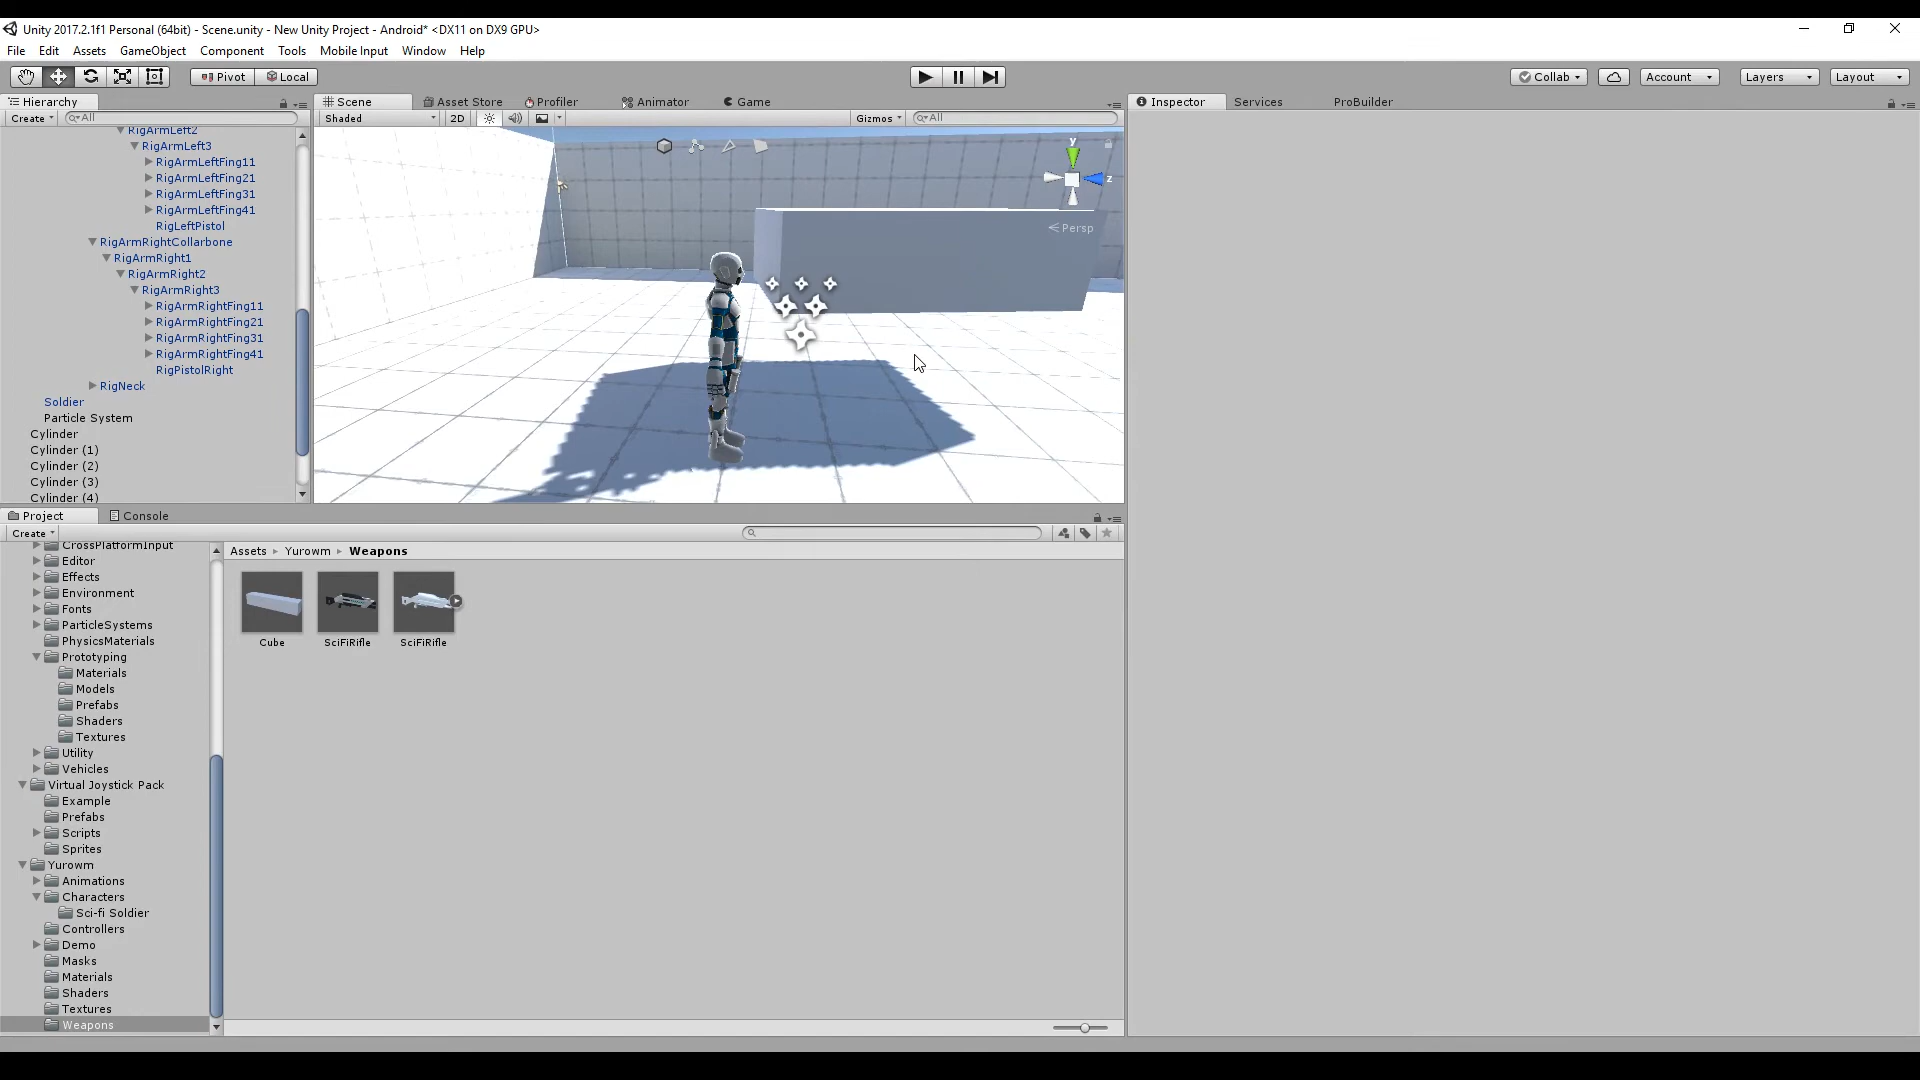 Unity 2017.2.1f1 Personal (64bit) - Scene.unity - New Unity Project - Android* <DX11 on DX9 GPU>
File Edit Assets GameObject Component Tools Mobile Input Window Help
Pivot Local Collab Account Layers Layout
Hierarchy Scene Asset Store Profiler Animator Game Inspector Services ProBuilder
Create All Shaded 2D Gizmos All
RigArmLeft2
RigArmLeft3
RigArmLeftFing11
RigArmLeftFing21
RigArmLeftFing31
RigArmLeftFing41
RigLeftPistol
RigArmRightCollarbone
RigArmRight1
RigArmRight2
RigArmRight3
RigArmRightFing11
RigArmRightFing21
RigArmRightFing31
RigArmRightFing41
RigPistolRight
RigNeck
Soldier
Particle System
Cylinder
Cylinder (1)
Cylinder (2)
Cylinder (3)
Cylinder (4)
y
z
< Persp
Project Console
Create
CrossPlatformInput
Editor
Effects
Environment
Fonts
ParticleSystems
PhysicsMaterials
Prototyping
Materials
Models
Prefabs
Shaders
Textures
Utility
Vehicles
Virtual Joystick Pack
Example
Prefabs
Scripts
Sprites
Yurowm
Animations
Characters
Sci-fi Soldier
Controllers
Demo
Masks
Materials
Shaders
Textures
Weapons
Assets Yurowm Weapons
Cube SciFiRifle SciFiRifle